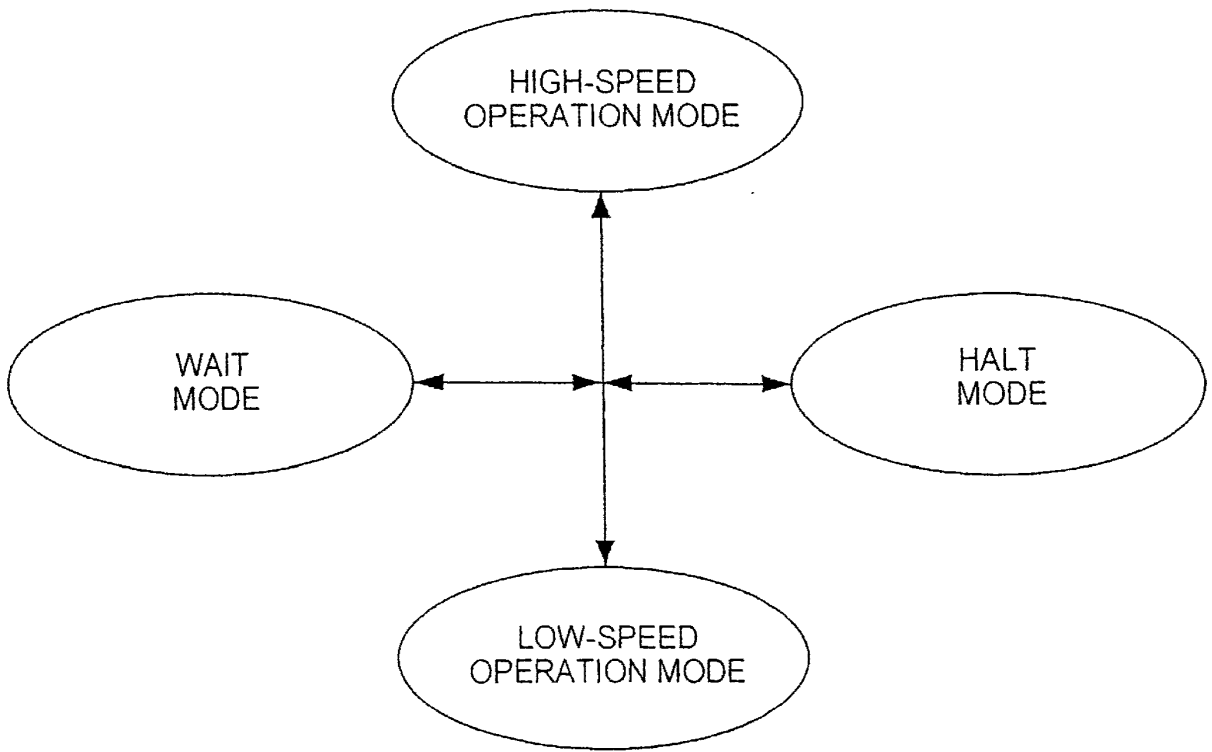 HIGH-SPEED
OPERATION MODE
WAIT
MODE
HALT
MODE
LOW-SPEED
OPERATION MODE